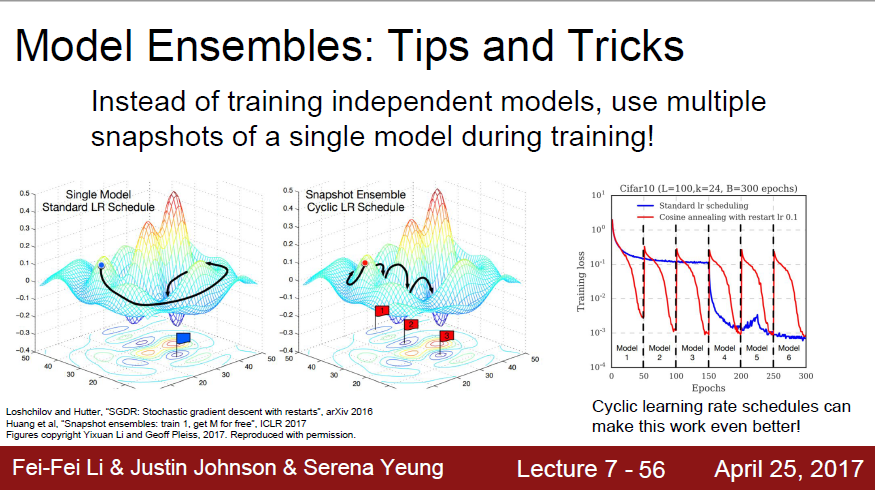 Model Ensembles: Tips and Tricks
Instead of training independent models, use multiple
snapshots of a single model during training!
Single Model
Standard LR Schedule
0.5
0.4
0.3
0.2
0.1
0
−0.1
−0.2
−0.3
−0.4
50
40
30
20
10
20
30
40
50
Snapshot Ensemble
Cyclic LR Schedule
0.5
0.4
0.3
0.2
0.1
0
−0.1
−0.2
−0.3
−0.4
50
40
30
20
10
20
30
40
50
1
2
3
Cifar10 (L=100,k=24, B=300 epochs)
Standard lr scheduling
Cosine annealing with restart lr 0.1
Training loss
10^1
10^0
10^-1
10^-2
10^-3
10^-4
Model 1
Model 2
Model 3
Model 4
Model 5
Model 6
0 50 100 150 200 250 300
Epochs
Loshchilov and Hutter, "SGDR: Stochastic gradient descent with restarts", arXiv 2016
Huang et al, "Snapshot ensembles: train 1, get M for free", ICLR 2017
Figures copyright Yixuan Li and Geoff Pleiss, 2017. Reproduced with permission.
Cyclic learning rate schedules can
make this work even better!
Fei-Fei Li & Justin Johnson & Serena Yeung
Lecture 7 - 56
April 25, 2017